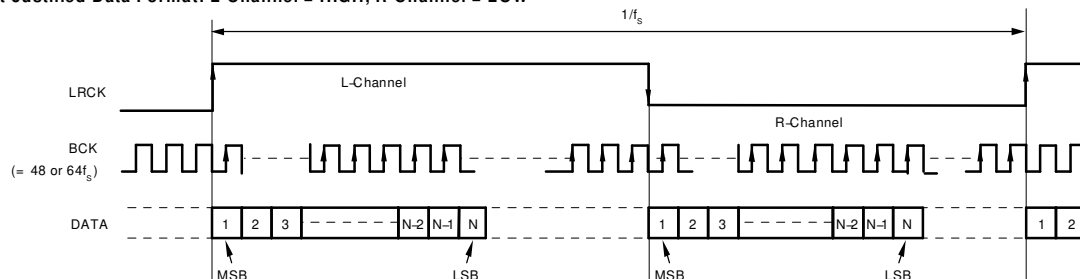 Justified Data Format: L-Channel = HIGH, R-Channel = LOW
1/fS
LRCK
L–Channel
R–Channel
BCK
(= 48 or 64fS)
DATA
1 2 3 N–2 N–1 N 1 2 3 N–2 N–1 N 1 2
MSB LSB MSB LSB